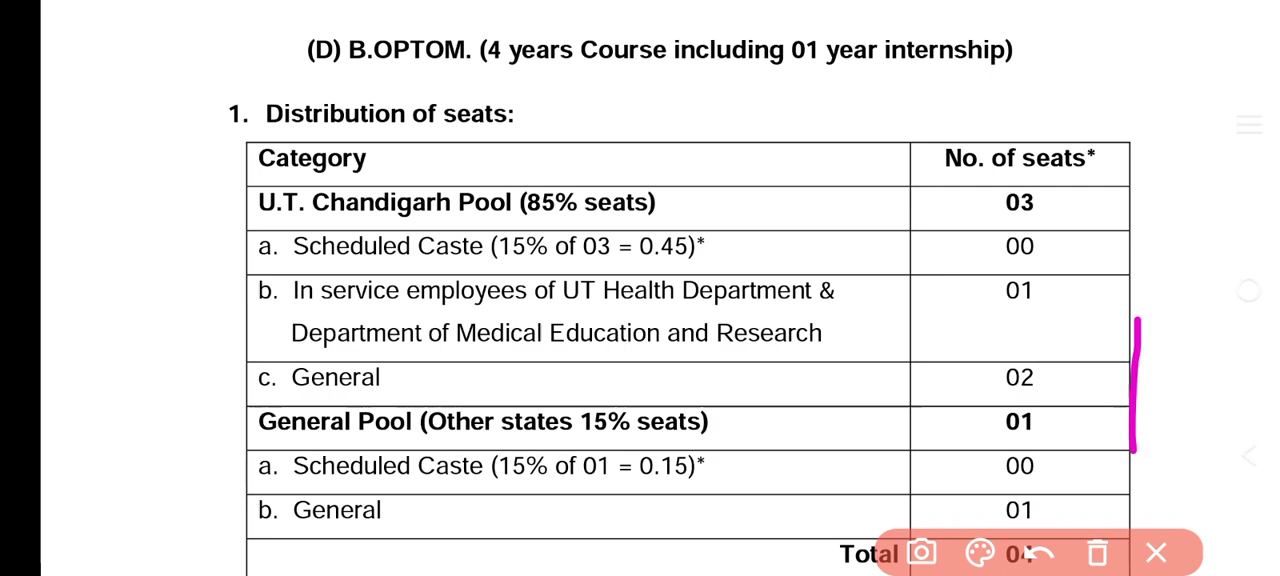 (D) B.OPTOM. (4 years Course including 01 year internship)
1. Distribution of seats:
Category No. of seats*
U.T. Chandigarh Pool (85% seats) 03
a. Scheduled Caste (15% of 03 = 0.45)* 00
b. In service employees of UT Health Department & 01
Department of Medical Education and Research
c. General 02
General Pool (Other states 15% seats) 01
a. Scheduled Caste (15% of 01 = 0.15)* 00
b. General 01
Total 04